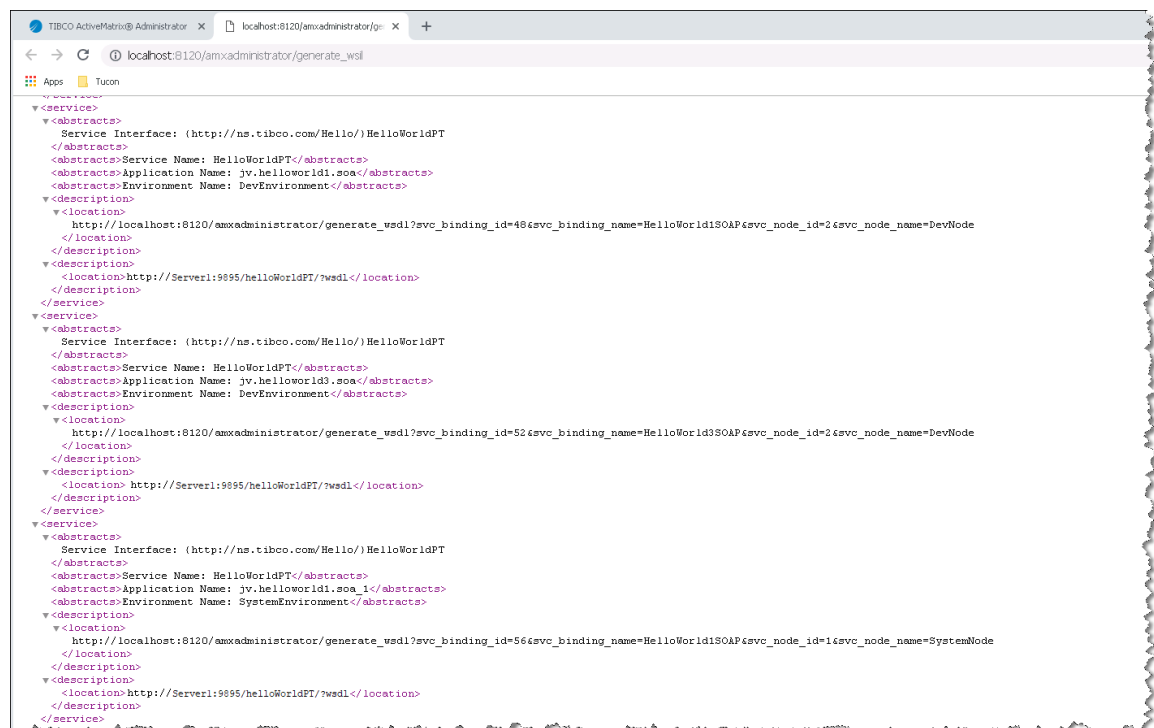 TIBCO ActiveMatrix® Administrator
localhost:8120/amxadministrator/ge
localhost:8120/amxadministrator/generate_wsil
Apps Tucon
</service>
▼<service>
▼<abstracts>
Service Interface: {http://ns.tibco.com/Hello/}HelloWorldPT
</abstracts>
<abstracts>Service Name: HelloWorldPT</abstracts>
<abstracts>Application Name: jv.helloworld1.soa</abstracts>
<abstracts>Environment Name: DevEnvironment</abstracts>
▼<description>
▼<location>
http://localhost:8120/amxadministrator/generate_wsdl?svc_binding_id=48&svc_binding_name=HelloWorld1SOAP&svc_node_id=2&svc_node_name=DevNode
</location>
</description>
▼<description>
<location>http://Server1:9895/helloWorldPT/?wsdl</location>
</description>
</service>
▼<service>
▼<abstracts>
Service Interface: {http://ns.tibco.com/Hello/}HelloWorldPT
</abstracts>
<abstracts>Service Name: HelloWorldPT</abstracts>
<abstracts>Application Name: jv.helloworld3.soa</abstracts>
<abstracts>Environment Name: DevEnvironment</abstracts>
▼<description>
▼<location>
http://localhost:8120/amxadministrator/generate_wsdl?svc_binding_id=52&svc_binding_name=HelloWorld3SOAP&svc_node_id=2&svc_node_name=DevNode
</location>
</description>
▼<description>
<location> http://Server1:9895/helloWorldPT/?wsdl</location>
</description>
</service>
▼<service>
▼<abstracts>
Service Interface: {http://ns.tibco.com/Hello/}HelloWorldPT
</abstracts>
<abstracts>Service Name: HelloWorldPT</abstracts>
<abstracts>Application Name: jv.helloworld1.soa_1</abstracts>
<abstracts>Environment Name: SystemEnvironment</abstracts>
▼<description>
▼<location>
http://localhost:8120/amxadministrator/generate_wsdl?svc_binding_id=56&svc_binding_name=HelloWorld1SOAP&svc_node_id=1&svc_node_name=SystemNode
</location>
</description>
▼<description>
<location>http://Server1:9895/helloWorldPT/?wsdl</location>
</description>
</service>